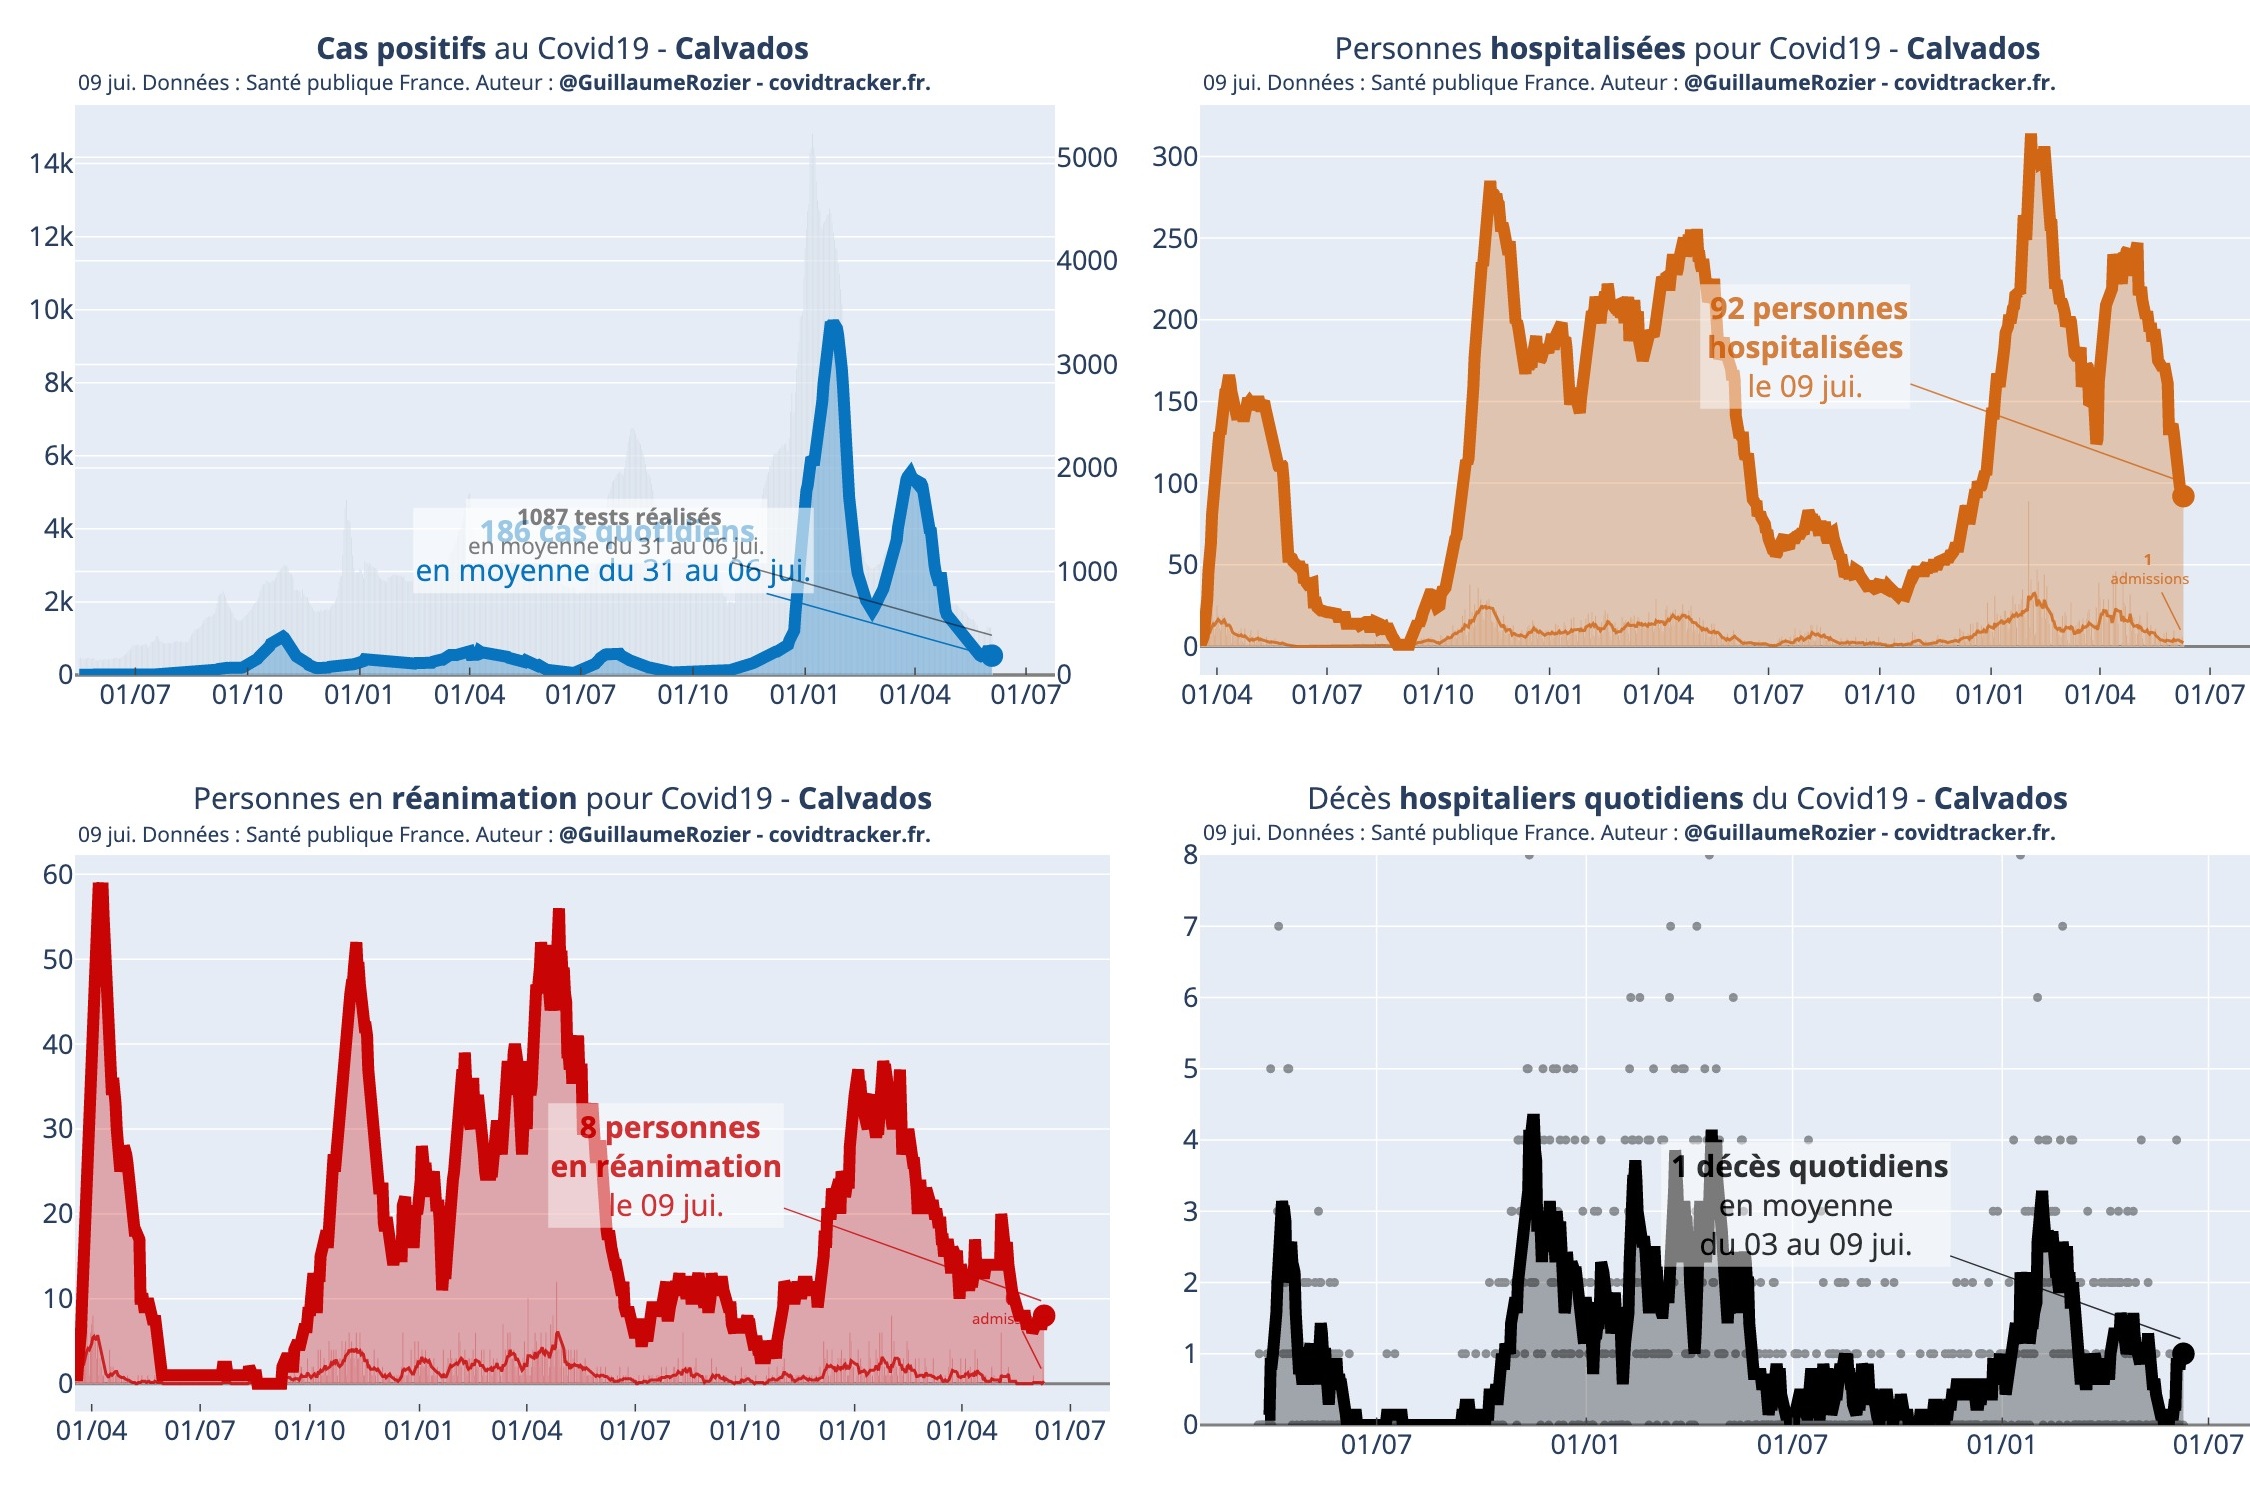 Cas positifs au Covid19 - Calvados
09 jui. Données : Santé publique France. Auteur : @GuillaumeRozier - covidtracker.fr.
14k
12k
10k
8k
6k
4k
2k
0
5000
4000
3000
2000
1000
0
1087 tests réalisés
186 cas quotidiens
en moyenne du 31 au 06 jui.
en moyenne du 31 au 06 jui.
01/07 01/10 01/01 01/04 01/07 01/10 01/01 01/04 01/07
Personnes hospitalisées pour Covid19 - Calvados
09 jui. Données : Santé publique France. Auteur : @GuillaumeRozier - covidtracker.fr.
300
250
200
150
100
50
0
92 personnes
hospitalisées
le 09 jui.
1
admissions
01/04 01/07 01/10 01/01 01/04 01/07 01/10 01/01 01/04 01/07
Personnes en réanimation pour Covid19 - Calvados
09 jui. Données : Santé publique France. Auteur : @GuillaumeRozier - covidtracker.fr.
60
50
40
30
20
10
0
8 personnes
en réanimation
le 09 jui.
01/04 01/07 01/10 01/01 01/04 01/07 01/10 01/01 01/04 01/07
Décès hospitaliers quotidiens du Covid19 - Calvados
09 jui. Données : Santé publique France. Auteur : @GuillaumeRozier - covidtracker.fr.
8
7
6
5
4
3
2
1
0
1 décès quotidiens
en moyenne
du 03 au 09 jui.
01/07 01/01 01/07 01/01 01/07